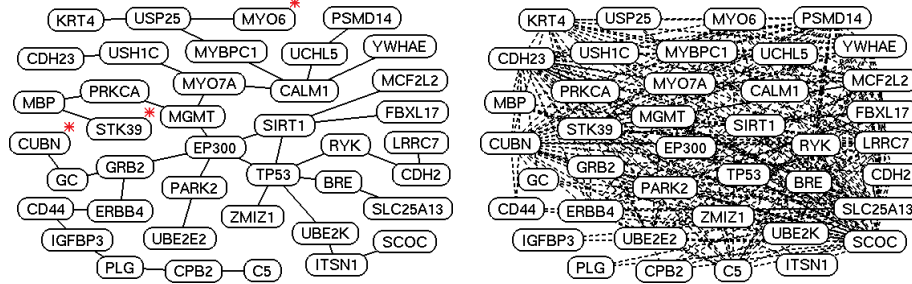 KRT4 USP25 MYO6 * PSMD14
CDH23 USH1C MYBPC1 UCHL5 YWHAE
MYO7A CALM1 MCF2L2
MBP PRKCA MGMT SIRT1 FBXL17
STK39 *
CUBN * EP300 RYK LRRC7
GC GRB2 TP53 BRE CDH2
PARK2
CD44 ERBB4 ZMIZ1 SLC25A13
IGFBP3 UBE2E2 UBE2K SCOC
PLG CPB2 C5 ITSN1
KRT4 USP25 MYO6 PSMD14
CDH23 USH1C MYBPC1 UCHL5 YWHAE
PRKCA MYO7A CALM1 MCF2L2
MBP MGMT SIRT1 FBXL17
STK39
CUBN EP300 RYK LRRC7
GC GRB2 TP53 BRE CDH2
PARK2
CD44 ERBB4 ZMIZ1 SLC25A13
IGFBP3 UBE2E2 UBE2K SCOC
PLG CPB2 C5 ITSN1